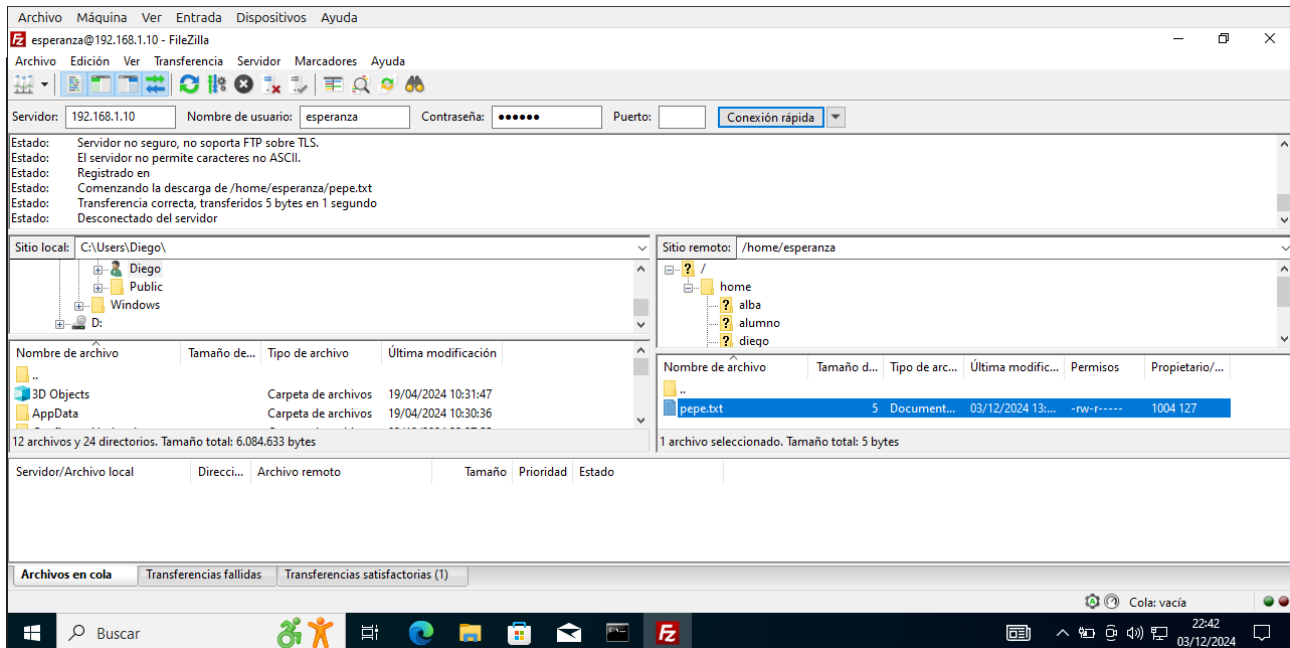 Archivo Máquina Ver Entrada Dispositivos Ayuda
esperanza@192.168.1.10 - FileZilla
Archivo Edición Ver Transferencia Servidor Marcadores Ayuda
Servidor: 192.168.1.10 Nombre de usuario: esperanza Contraseña: ●●●●●● Puerto: Conexión rápida
Estado: Servidor no seguro, no soporta FTP sobre TLS.
Estado: El servidor no permite caracteres no ASCII.
Estado: Registrado en
Estado: Comenzando la descarga de /home/esperanza/pepe.txt
Estado: Transferencia correcta, transferidos 5 bytes en 1 segundo
Estado: Desconectado del servidor
Sitio local: C:\Users\Diego\
Diego
Public
Windows
D:
Nombre de archivo Tamaño de... Tipo de archivo Última modificación
..
3D Objects Carpeta de archivos 19/04/2024 10:31:47
AppData Carpeta de archivos 19/04/2024 10:30:36
12 archivos y 24 directorios. Tamaño total: 6.084.633 bytes
Sitio remoto: /home/esperanza
? /
home
? alba
? alumno
? diego
Nombre de archivo Tamaño d... Tipo de arc... Última modific... Permisos Propietario/...
..
pepe.txt 5 Document... 03/12/2024 13:... -rw-r----- 1004 127
1 archivo seleccionado. Tamaño total: 5 bytes
Servidor/Archivo local Direcci... Archivo remoto Tamaño Prioridad Estado
Archivos en cola Transferencias fallidas Transferencias satisfactorias (1)
Cola: vacía
Buscar
22:42
03/12/2024